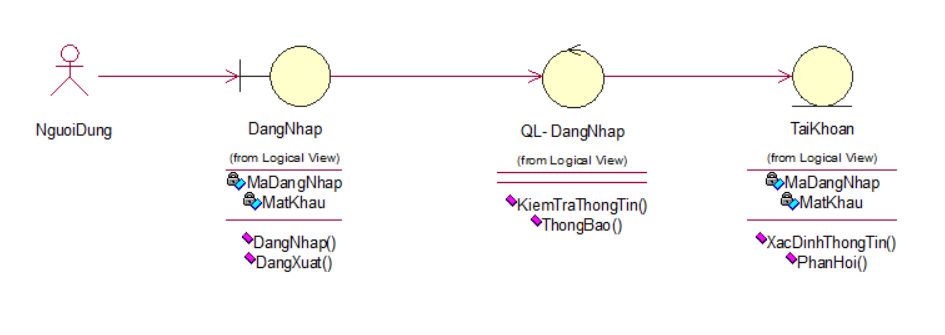 NguoiDung
DangNhap
(from Logical View)
MaDangNhap
MatKhau
DangNhap()
DangXuat()
QL- DangNhap
(from Logical View)
KiemTraThongTin()
ThongBao()
TaiKhoan
(from Logical View)
MaDangNhap
MatKhau
XacDinhThongTin()
PhanHoi()